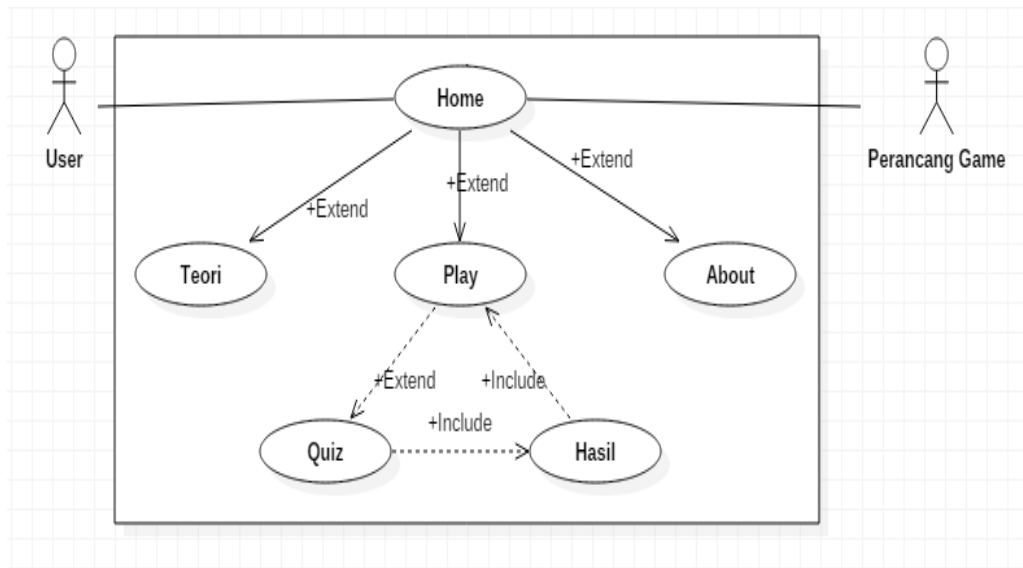 Home
User
Perancang Game
+Extend
+Extend
+Extend
Teori
Play
About
+Extend
+Include
+Include
Quiz
Hasil